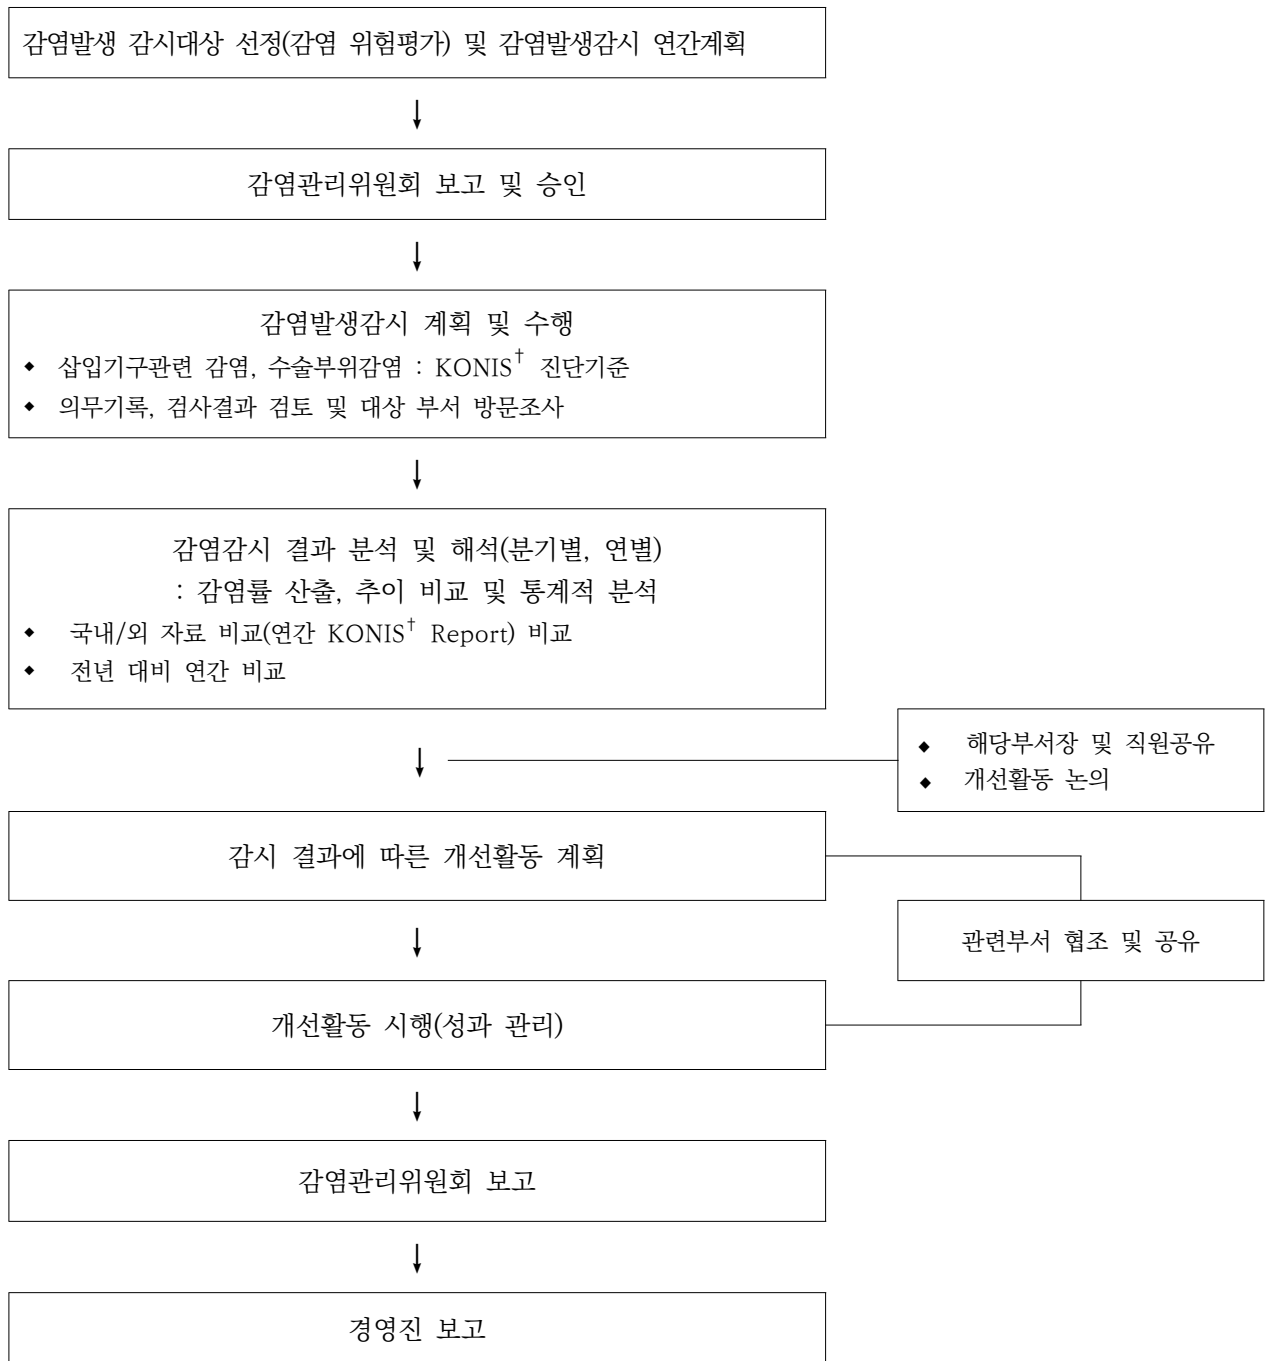 감염발생 감시대상 선정(감염 위험평가) 및 감염발생감시 연간계획
↓
감염관리위원회 보고 및 승인
↓
감염발생감시 계획 및 수행
◆ 삽입기구관련 감염, 수술부위감염 : KONIS† 진단기준
◆ 의무기록, 검사결과 검토 및 대상 부서 방문조사
↓
감염감시 결과 분석 및 해석(분기별, 연별)
: 감염률 산출, 추이 비교 및 통계적 분석
◆ 국내/외 자료 비교(연간 KONIS† Report) 비교
◆ 전년 대비 연간 비교
↓
◆ 해당부서장 및 직원공유
◆ 개선활동 논의
감시 결과에 따른 개선활동 계획
↓
관련부서 협조 및 공유
개선활동 시행(성과 관리)
↓
감염관리위원회 보고
↓
경영진 보고